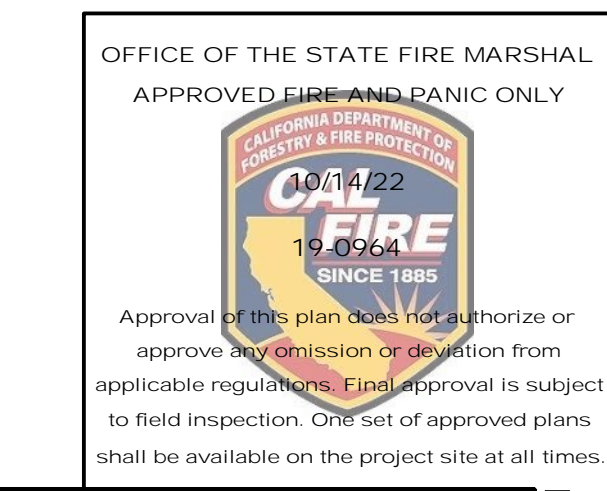 OFFICE OF THE STATE FIRE MARSHAL
APPROVED FIRE AND PANIC ONLY
CALIFORNIA DEPARTMENT OF
FORESTRY & FIRE PROTECTION
CAL
10/14/22
FIRE
19-0964
SINCE 1885
Approval of this plan does not authorize or
approve any omission or deviation from
applicable regulations. Final approval is subject
to field inspection. One set of approved plans
shall be available on the project site at all times.